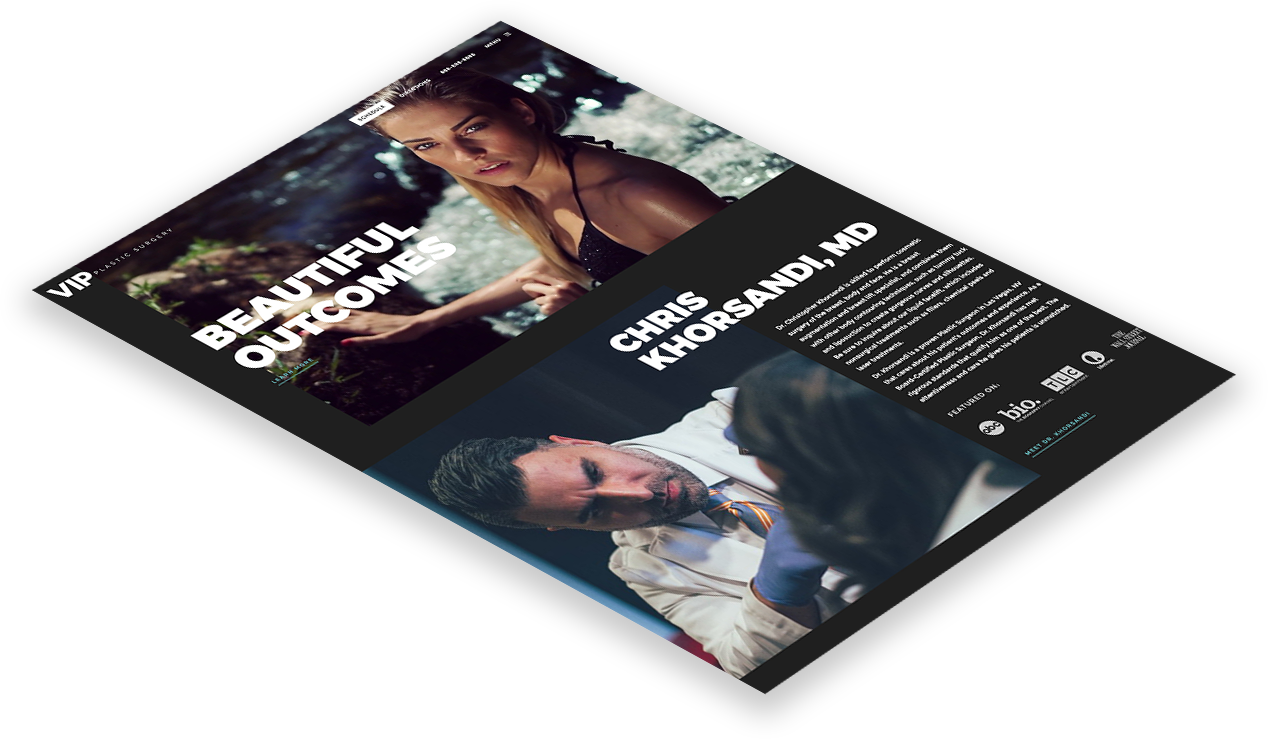 VIP PLASTIC SURGERY
SCHEDULE
DIRECTIONS
MENU
BEAUTIFUL
OUTCOMES
LEARN MORE
CHRIS
KHORSANDI, MD
Dr. Christopher Khorsandi is skilled to perform cosmetic
surgery of the breast, body and face. He is a breast
augmentation and breast lift, specialist, and combines them
with other body contouring techniques, such as tummy tuck
and liposuction to create gorgeous curves and silhouettes.
Be sure to inquire about our liquid facelift, which includes
nonsurgical treatments such as fillers, chemical peels and
laser treatments.
Dr. Khorsandi is a proven Plastic Surgeon in Las Vegas, NV
that cares about his patient's outcomes and experience. As a
Board-Certified Plastic Surgeon, Dr. Khorsandi has met
rigorous standards that qualify him as one of the best. The
attentiveness and care he gives his patients is unmatched.
FEATURED ON:
abc
bio.
TLC
THE
WALL STREET
JOURNAL
MEET DR. KHORSANDI